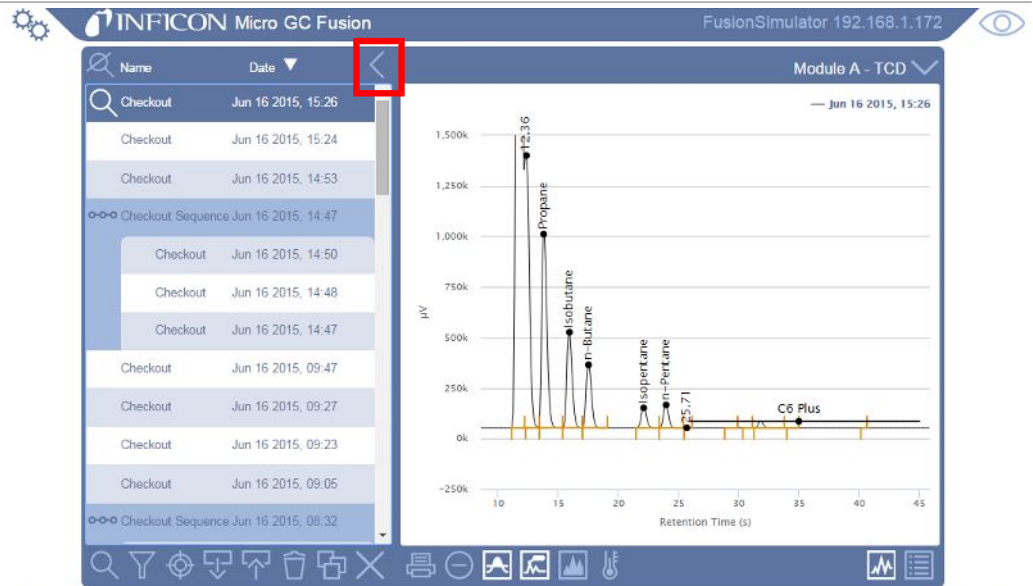 INFICON Micro GC Fusion
FusionSimulator 192.168.1.172
Name Date
Checkout Jun 16 2015, 15:26
Checkout Jun 16 2015, 15:24
Checkout Jun 16 2015, 14:53
Checkout Sequence Jun 16 2015, 14:47
Checkout Jun 16 2015, 14:50
Checkout Jun 16 2015, 14:48
Checkout Jun 16 2015, 14:47
Checkout Jun 16 2015, 09:47
Checkout Jun 16 2015, 09:27
Checkout Jun 16 2015, 09:23
Checkout Jun 16 2015, 09:05
Checkout Sequence Jun 16 2015, 08:32
Module A - TCD
Jun 16 2015, 15:26
1,500k
1,250k
1,000k
750k
500k
250k
0k
-250k
µV
12.36
Propane
Isobutane
n-Butane
Isopentane
n-Pentane
25.71
C6 Plus
10 15 20 25 30 35 40 45
Retention Time (s)